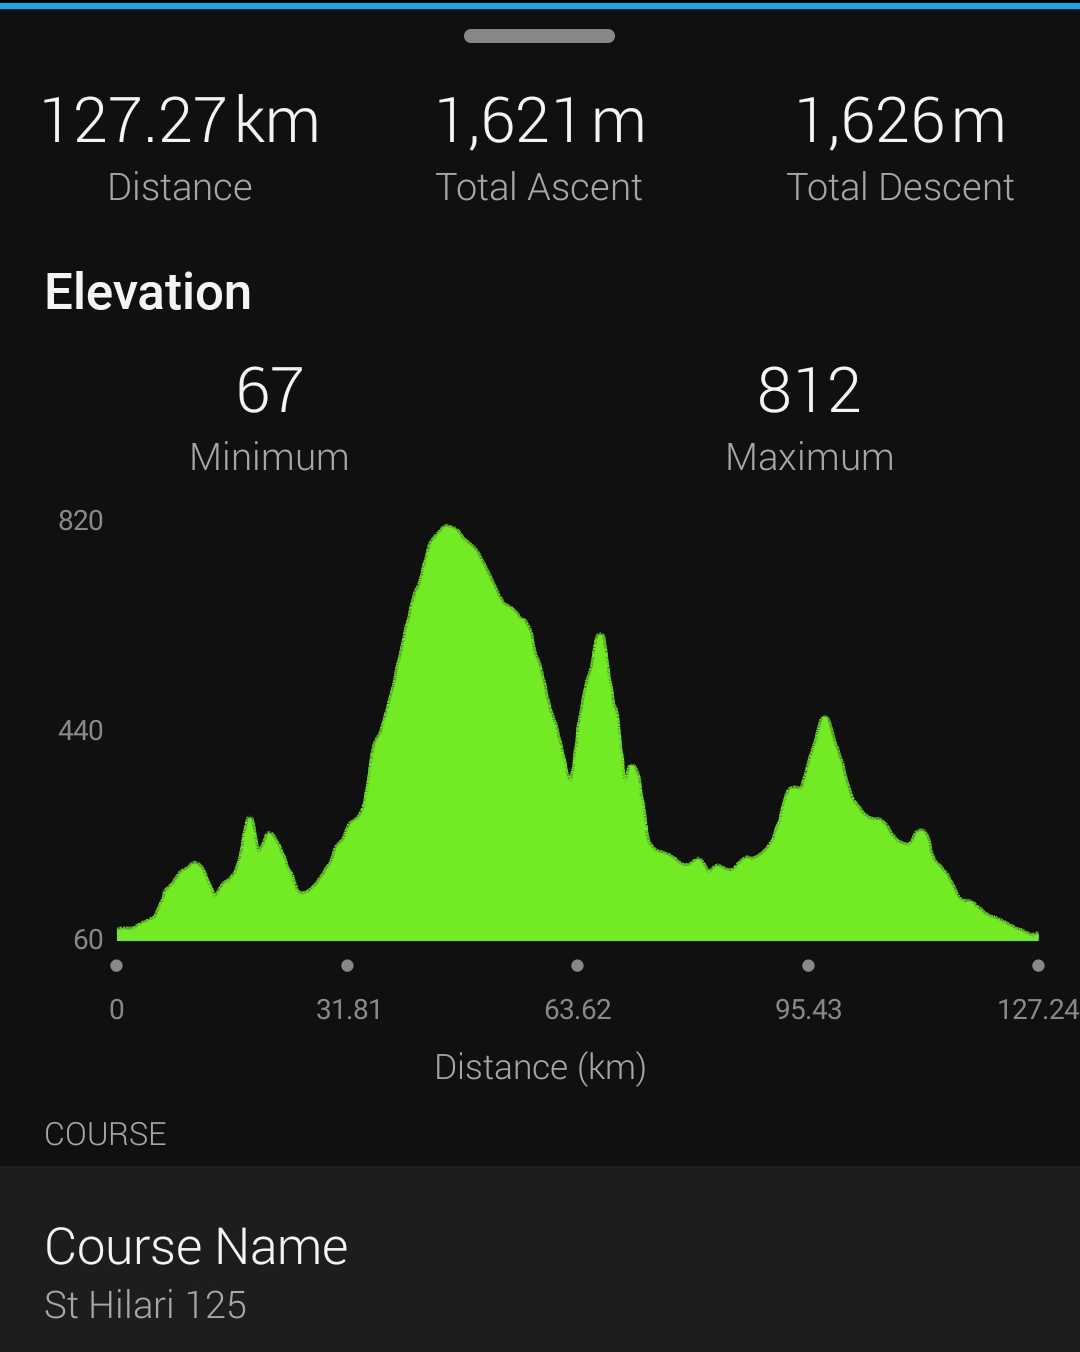 127.27 km 1,621 m 1,626 m
Distance Total Ascent Total Descent
Elevation
67 812
Minimum Maximum
820
440
60
0 31.81 63.62 95.43 127.24
Distance (km)
COURSE
Course Name
St Hilari 125